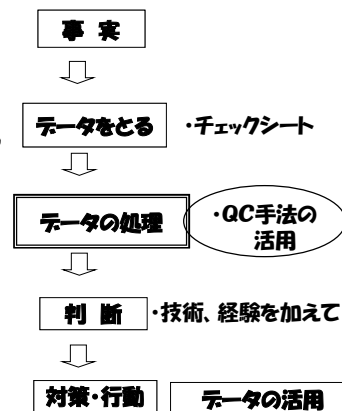 事 実
データをとる ・チェックシート
データの処理 ・QC手法の
活用
判 断 ・技術、経験を加えて
対策・行動 データの活用